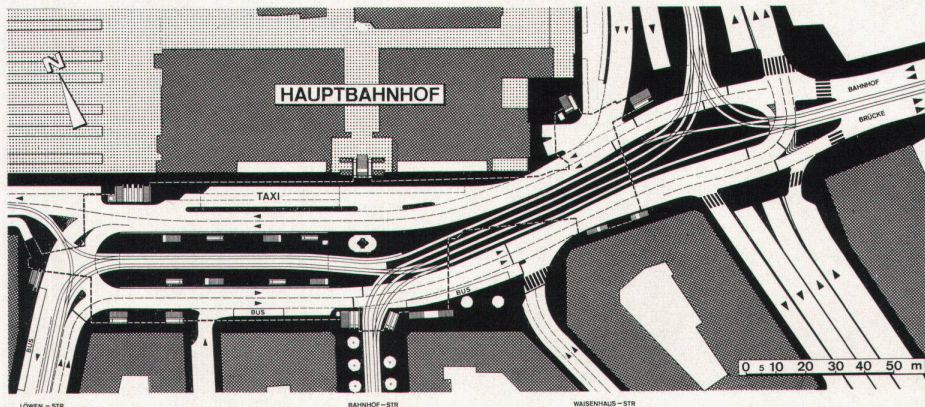 N
HAUPTBAHNHOF
BAHNHOF
BRÜCKE
TAXI
BUS
BUS
BUS
0 5 10 20 30 40 50 m
LÖWEN – STR
BAHNHOF – STR
WAISENHAUS – STR